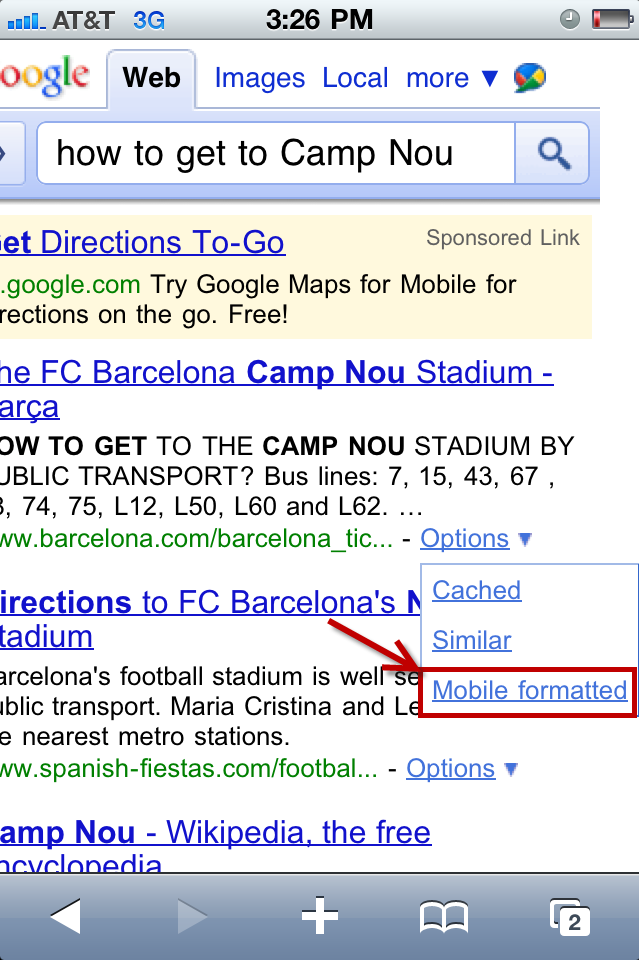 AT&T 3G 3:26 PM
oogle Web Images Local more ▼
how to get to Camp Nou
et Directions To-Go Sponsored Link
.google.com Try Google Maps for Mobile for
rections on the go. Free!
he FC Barcelona Camp Nou Stadium -
arça
OW TO GET TO THE CAMP NOU STADIUM BY
UBLIC TRANSPORT? Bus lines: 7, 15, 43, 67 ,
3, 74, 75, L12, L50, L60 and L62. ...
ww.barcelona.com/barcelona_tic... - Options ▼
Cached
irections to FC Barcelona's N
Similar
tadium
arcelona's football stadium is well se
Mobile formatted
ublic transport. Maria Cristina and Le
e nearest metro stations.
ww.spanish-fiestas.com/footbal... - Options ▼
amp Nou - Wikipedia, the free
ncyclopedia
2